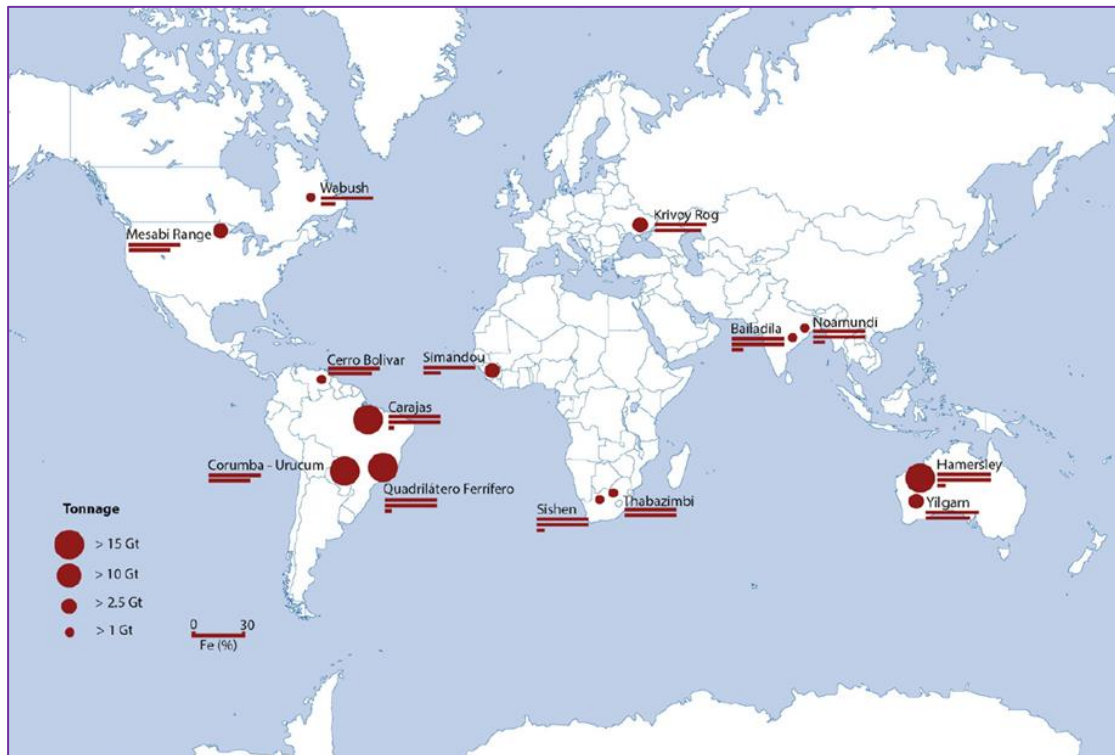 Wabush
Mesabi Range
Krivoy Rog
Bailadila
Noamundi
Cerro Bolivar
Simandou
Carajas
Corumba - Urucum
Quadrilátero Ferrífero
Sishen
Thabazimbi
Hamersley
Yilgarn
Tonnage
> 15 Gt
> 10 Gt
> 2.5 Gt
> 1 Gt
0 30
Fe (%)